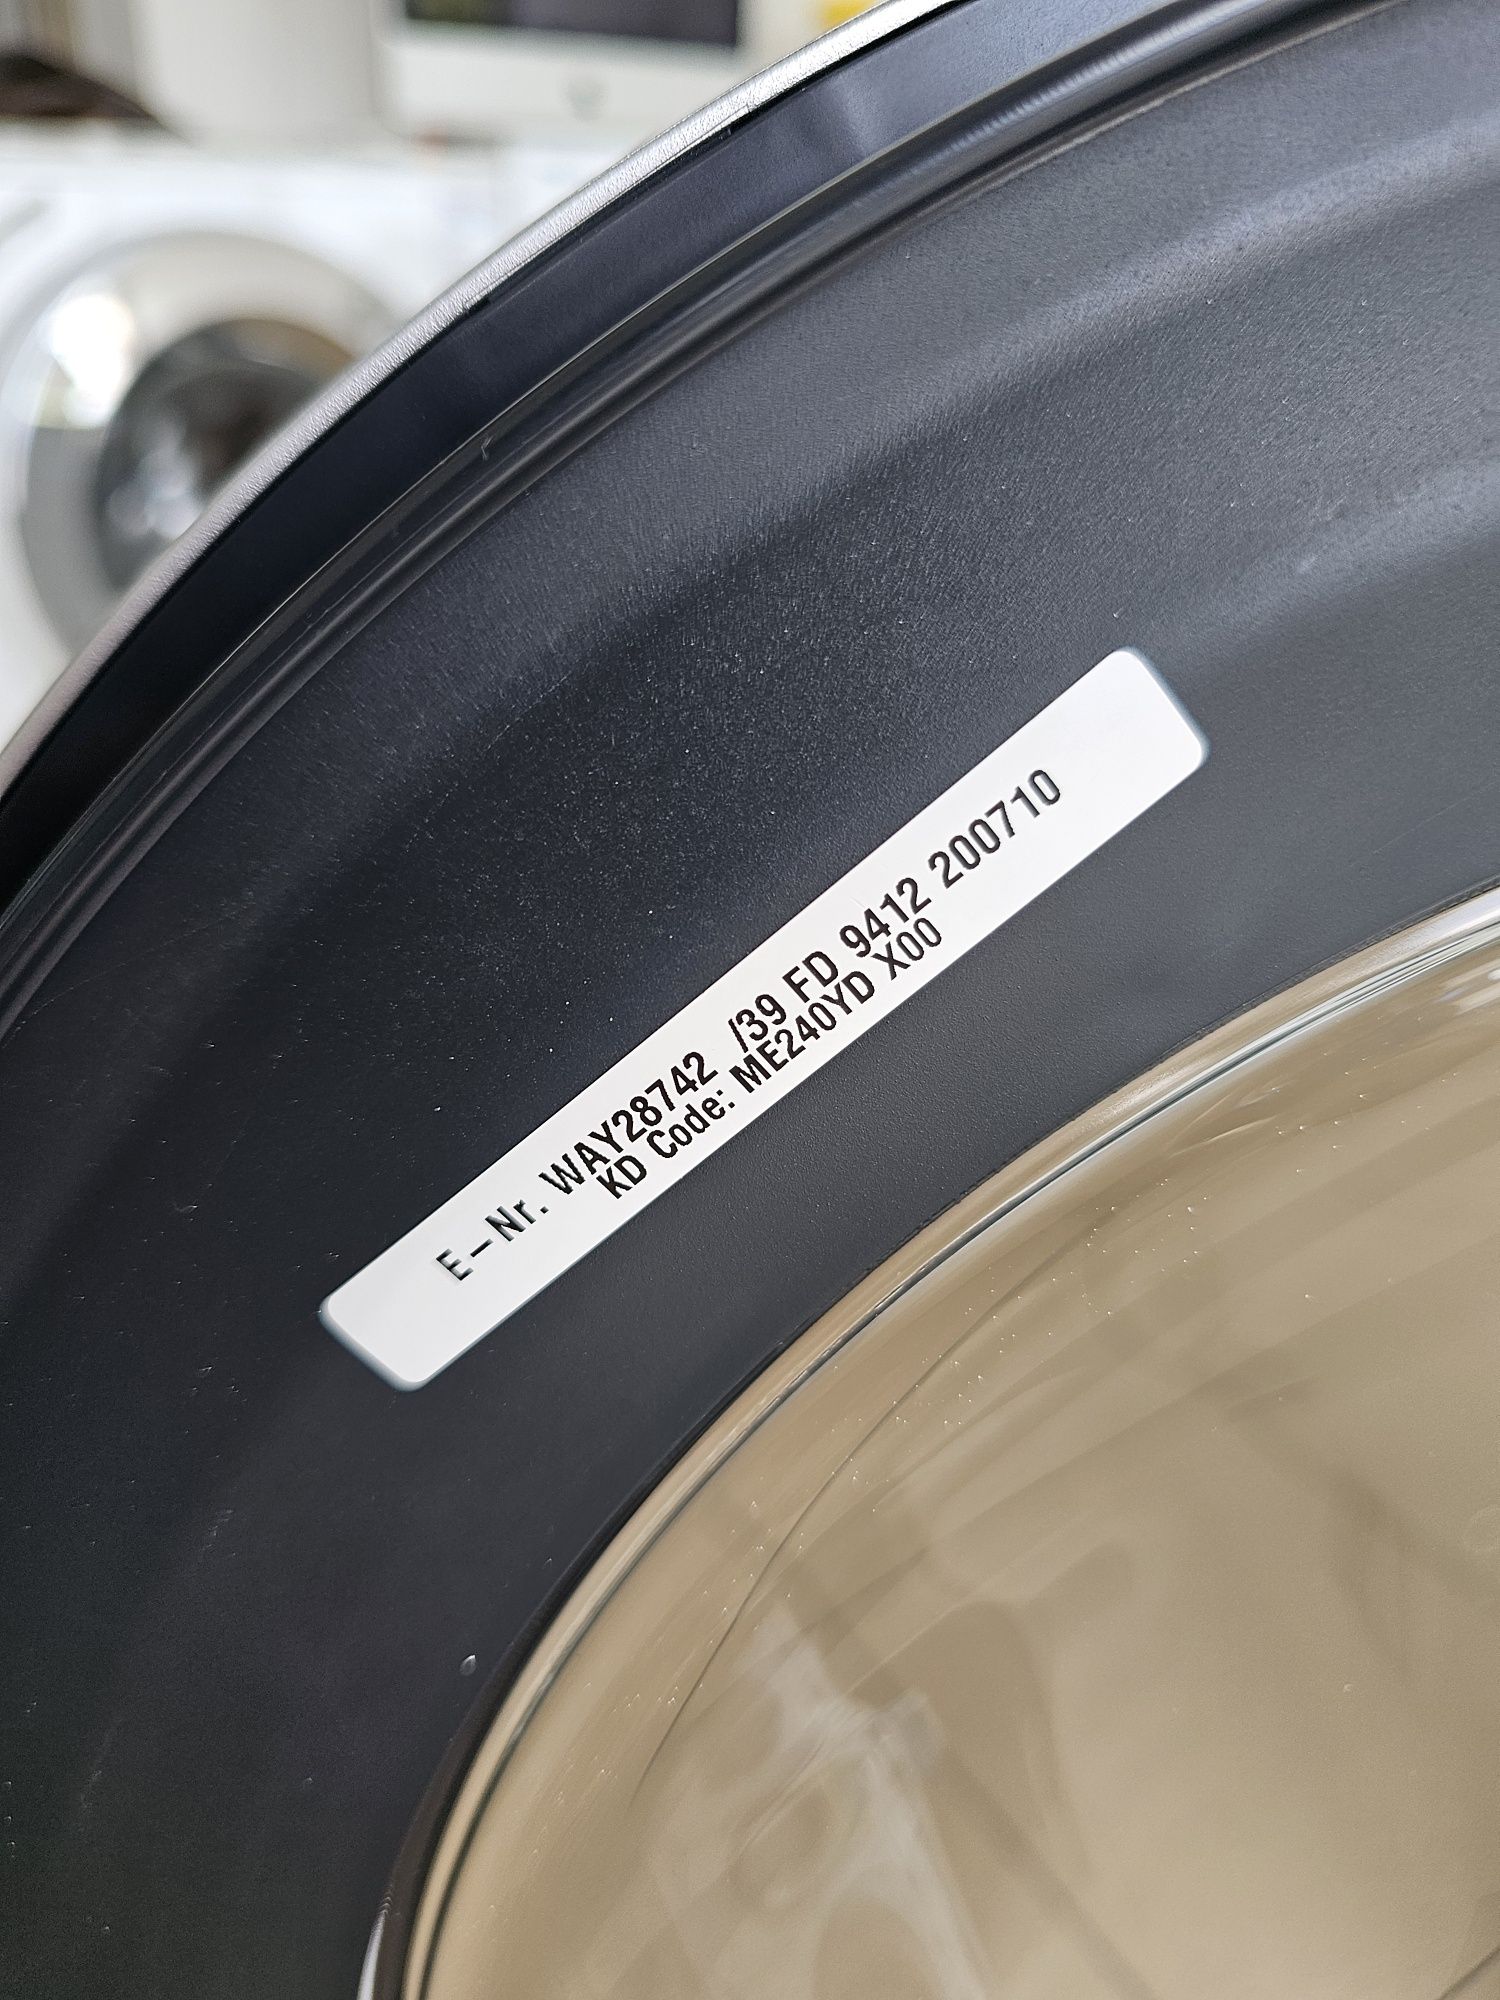 E-Nr. WAY28742 /39 FD 9412 200710
KD Code: ME240YD X00